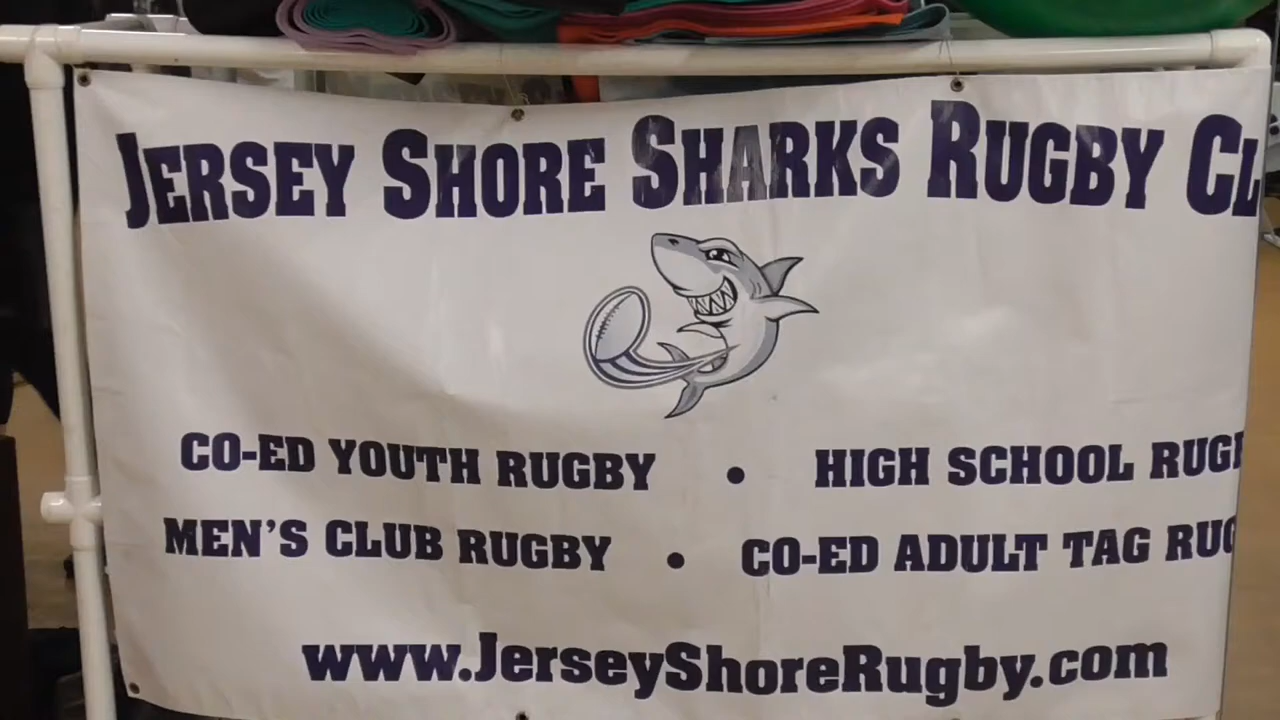 JERSEY SHORE SHARKS RUGBY CL
CO-ED YOUTH RUGBY • HIGH SCHOOL RUGB
MEN'S CLUB RUGBY • CO-ED ADULT TAG RUG
www.JerseyShoreRugby.com